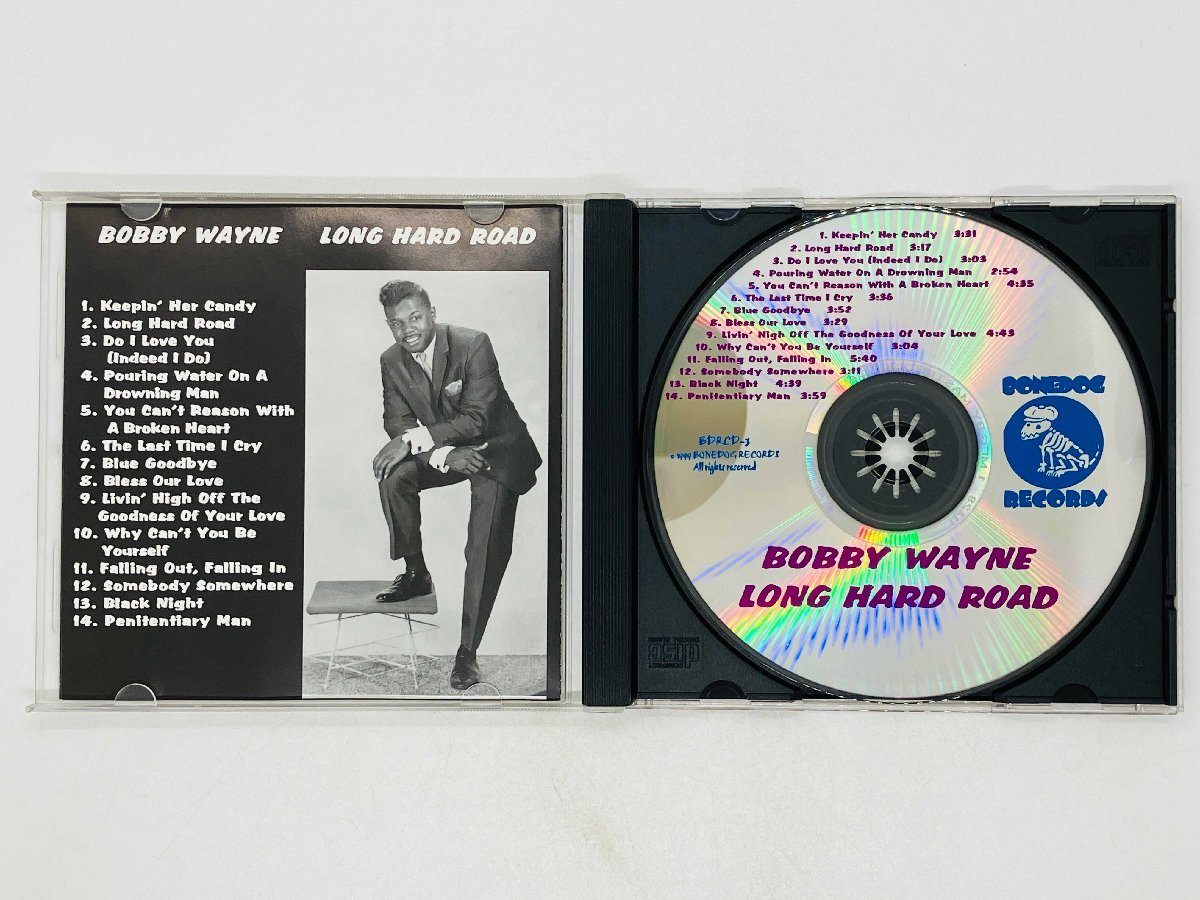 BOBBY WAYNE LONG HARD ROAD
1. Keepin' Her Candy
2. Long Hard Road
3. Do I Love You
(Indeed I Do)
4. Pouring Water On A
Drowning Man
5. You Can't Reason With
A Broken Heart
6. The Last Time I Cry
7. Blue Goodbye
8. Bless Our Love
9. Livin' High Off The
Goodness Of Your Love
10. Why Can't You Be
Yourself
11. Falling Out, Falling In
12. Somebody Somewhere
13. Black Night
14. Penitentiary Man
1. Keepin' Her Candy 3:31
2. Long Hard Road 3:17
3. Do I Love You (Indeed I Do) 3:03
4. Pouring Water On A Drowning Man 2:54
5. You Can't Reason With A Broken Heart 4:35
6. The Last Time I Cry 3:36
7. Blue Goodbye 3:52
8. Bless Our Love 3:29
9. Livin' High Off The Goodness Of Your Love 4:43
10. Why Can't You Be Yourself 3:04
11. Falling Out, Falling In 5:40
12. Somebody Somewhere 3:11
13. Black Night 4:39
14. Penitentiary Man 3:59
BDRCD-3
© 1999 BONEDOG RECORDS
All rights reserved
BONEDOG
RECORDS
BOBBY WAYNE
LONG HARD ROAD
COMPACT
disc
DIGITAL AUDIO